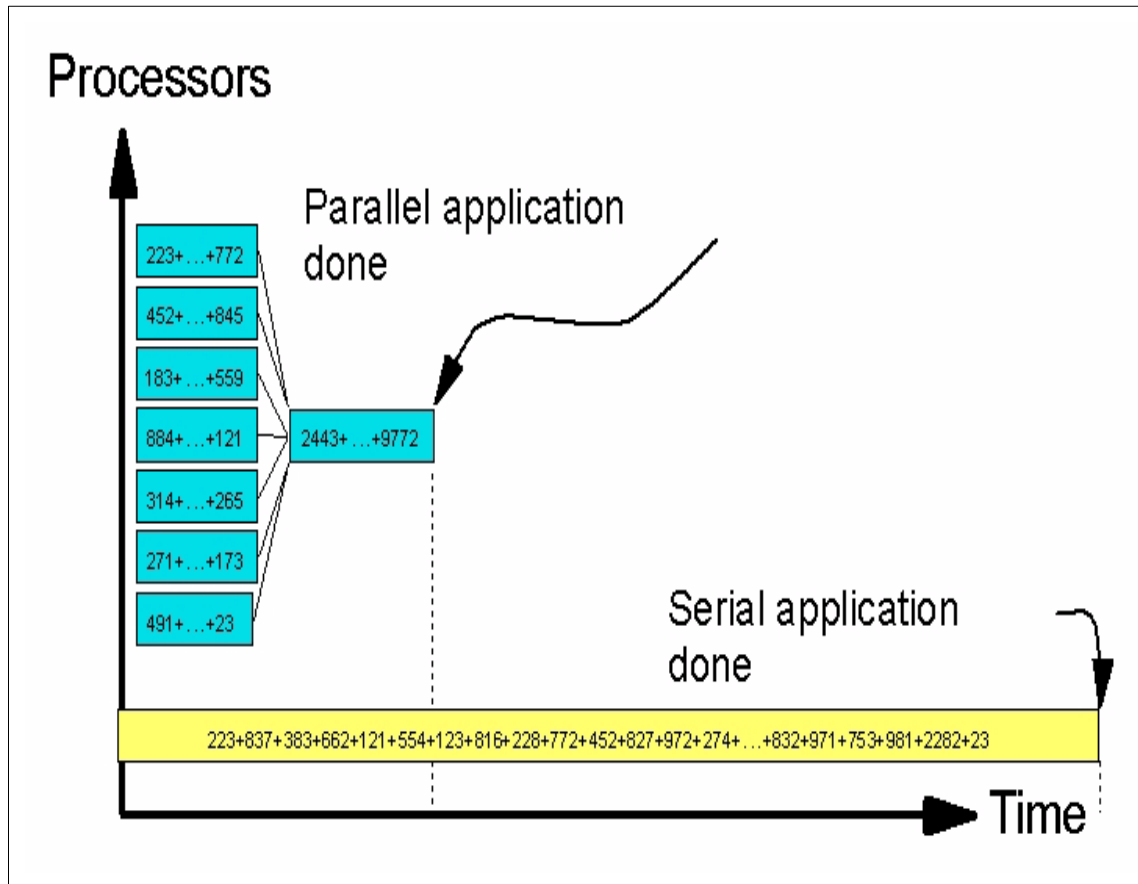 Processors
Parallel application
done
223+...+772
452+...+845
183+...+559
884+...+121
2443+...+9772
314+...+265
271+...+173
491+...+23
Serial application
done
223+837+383+662+121+554+123+816+228+772+452+827+972+274+...+832+971+753+981+2282+23
Time